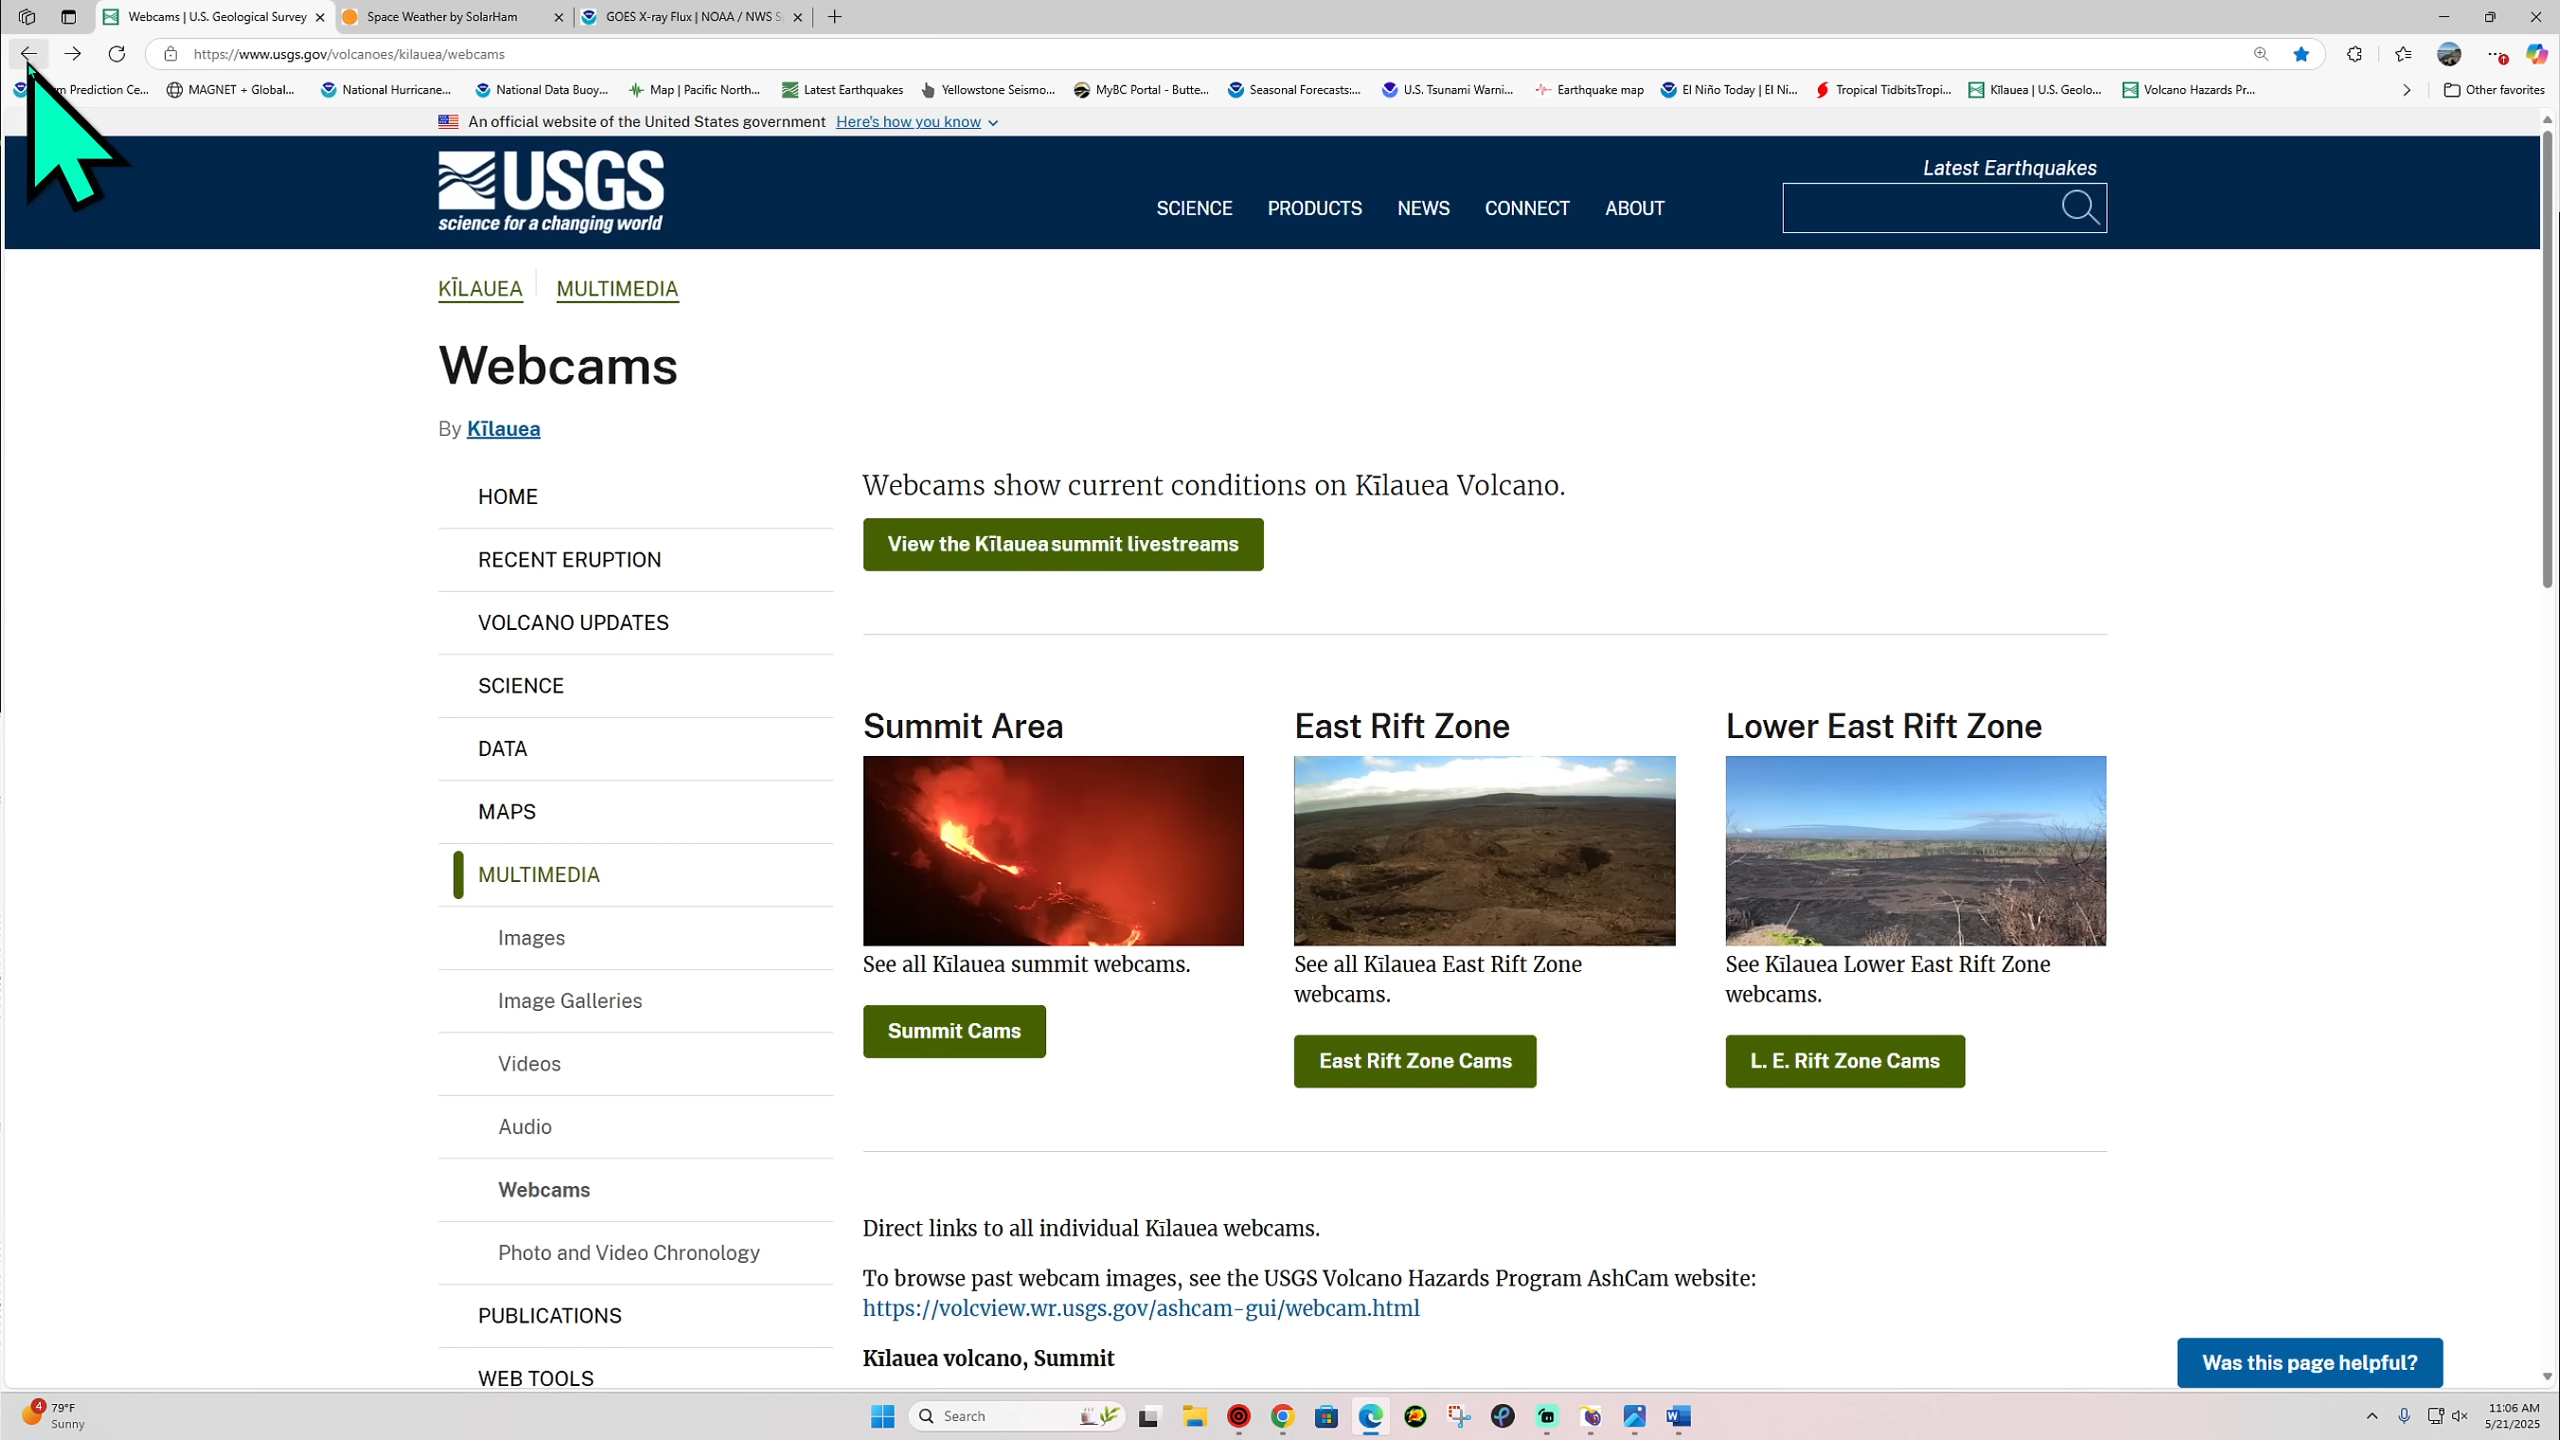 Webcams | U.S. Geological Survey
Space Weather by SolarHam
GOES X-ray Flux | NOAA / NWS S
https://www.usgs.gov/volcanoes/kilauea/webcams
Prediction Ce...
MAGNET + Global...
National Hurricane...
National Data Buoy...
Map | Pacific North...
Latest Earthquakes
Yellowstone Seismo...
MyBC Portal - Butte...
Seasonal Forecasts:...
U.S. Tsunami Warni...
Earthquake map
El Niño Today | El Ni...
Tropical TidbitsTropi...
Kīlauea | U.S. Geolo...
Volcano Hazards Pr...
Other favorites
An official website of the United States government Here's how you know
USGS
science for a changing world
SCIENCE
PRODUCTS
NEWS
CONNECT
ABOUT
Latest Earthquakes
KĪLAUEA
MULTIMEDIA
Webcams
By Kīlauea
HOME
RECENT ERUPTION
VOLCANO UPDATES
SCIENCE
DATA
MAPS
MULTIMEDIA
Images
Image Galleries
Videos
Audio
Webcams
Photo and Video Chronology
PUBLICATIONS
WEB TOOLS
Webcams show current conditions on Kīlauea Volcano.
View the Kīlauea summit livestreams
Summit Area
See all Kīlauea summit webcams.
Summit Cams
East Rift Zone
See all Kīlauea East Rift Zone
webcams.
East Rift Zone Cams
Lower East Rift Zone
See Kīlauea Lower East Rift Zone
webcams.
L. E. Rift Zone Cams
Direct links to all individual Kīlauea webcams.
To browse past webcam images, see the USGS Volcano Hazards Program AshCam website:
https://volcview.wr.usgs.gov/ashcam-gui/webcam.html
Kīlauea volcano, Summit
Was this page helpful?
4
79°F
Sunny
Search
11:06 AM
5/21/2025